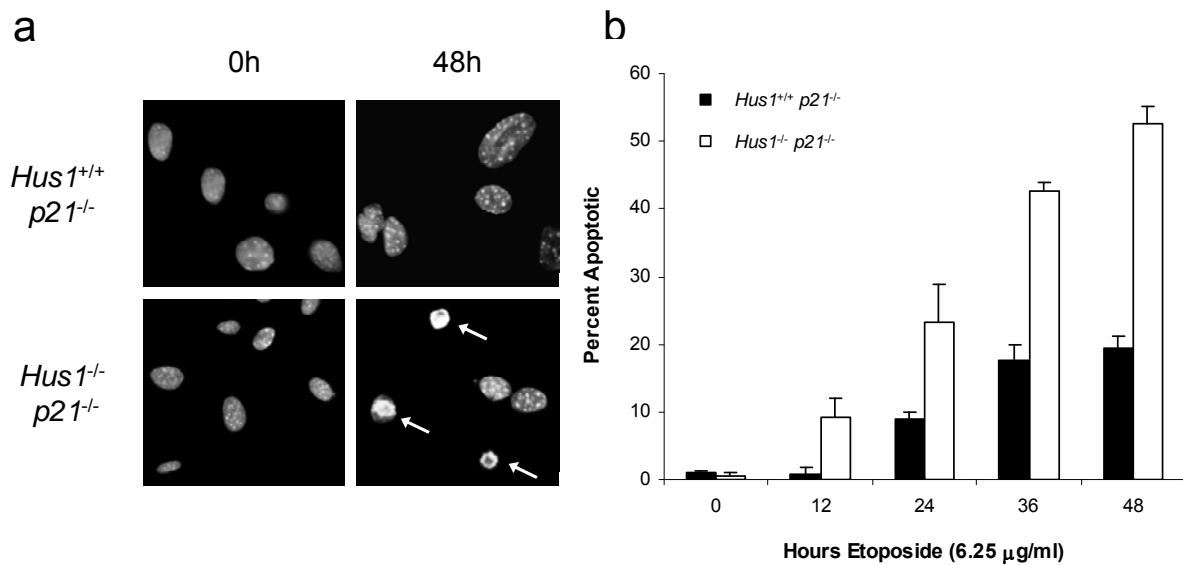 a
0h
48h
Hus1+/+
p21-/-
Hus1-/-
p21-/-
b
Percent Apoptotic
60
50
40
30
20
10
0
Hus1+/+ p21-/-
Hus1-/- p21-/-
0 12 24 36 48
Hours Etoposide (6.25 μg/ml)